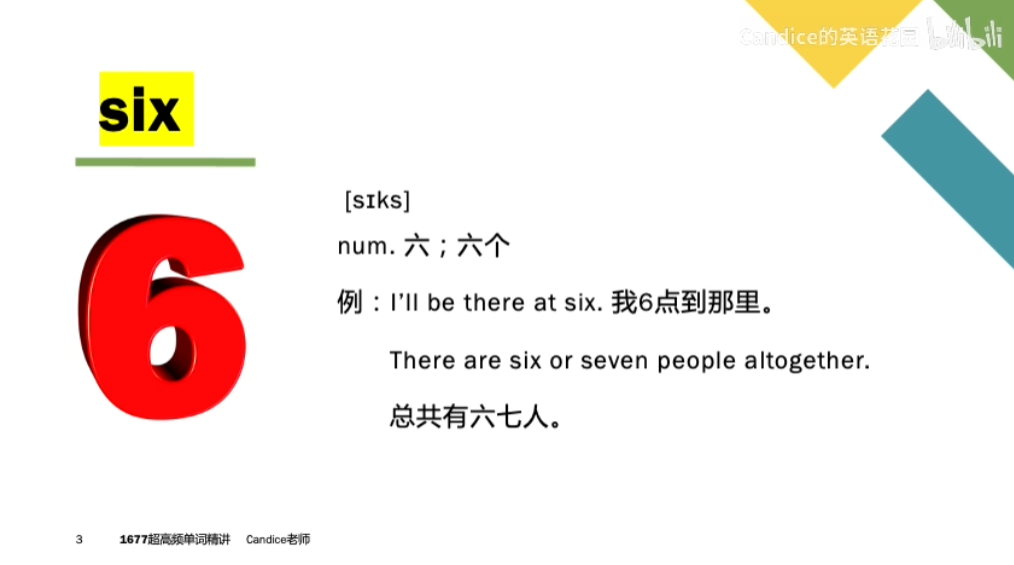 Candice的英语花园 bilibili
six
6
[sɪks]
num. 六；六个
例：I’ll be there at six. 我6点到那里。
There are six or seven people altogether.
总共有六七人。
3 1677超高频单词精讲 Candice老师